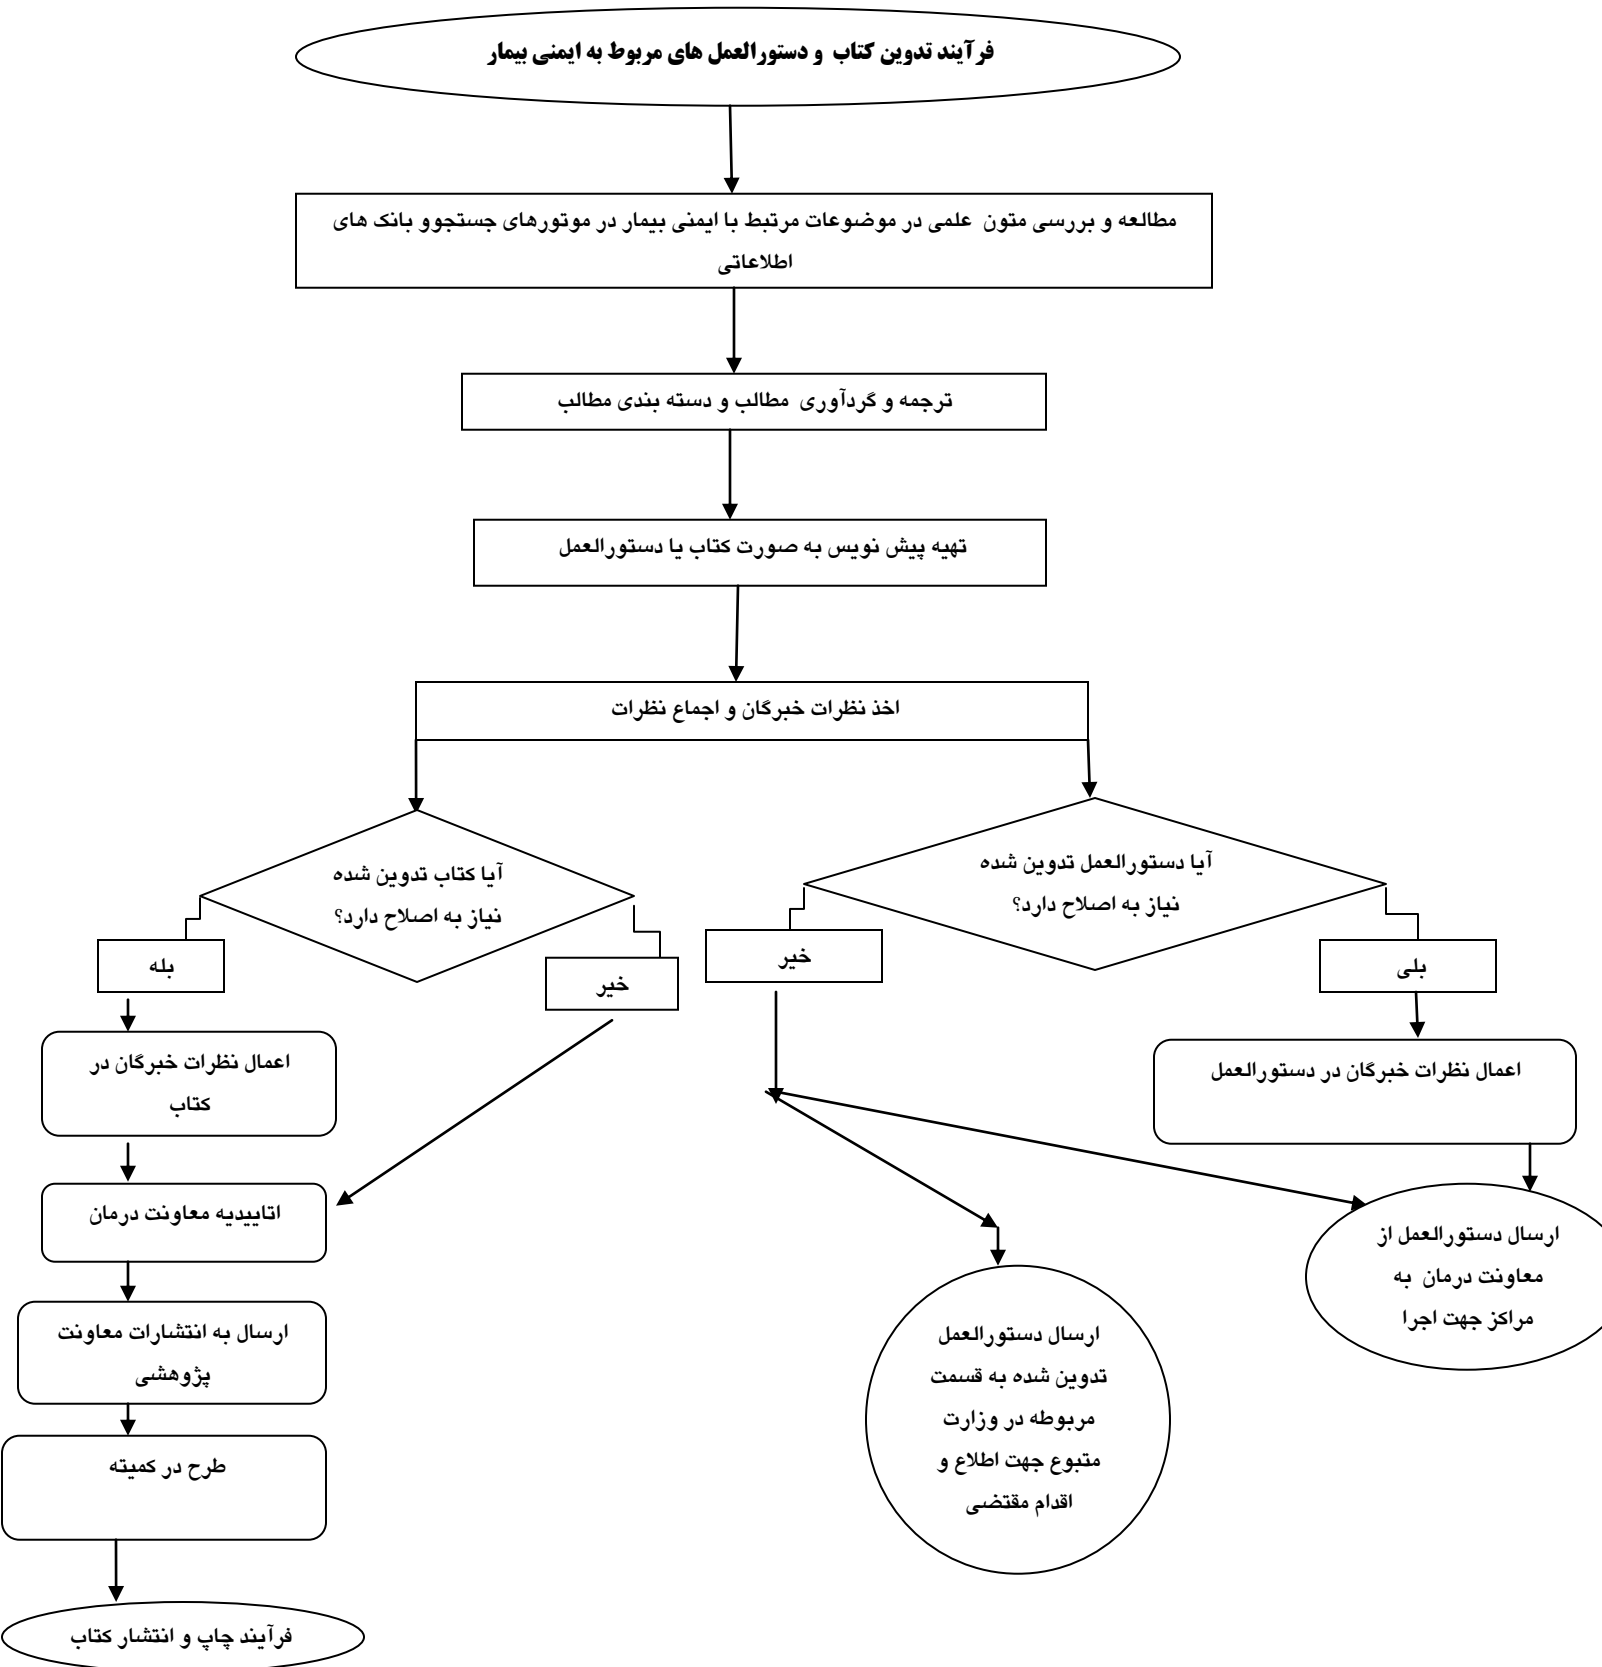 فرآیند تدوین کتاب و دستورالعمل های مربوط به ایمنی بیمار
مطالعه و بررسی متون علمی در موضوعات مرتبط با ایمنی بیمار در موتورهای جستجوو بانک های
اطلاعاتی
ترجمه و گردآوری مطالب و دسته بندی مطالب
تهیه پیش نویس به صورت کتاب یا دستورالعمل
اخذ نظرات خبرگان و اجماع نظرات
آیا دستورالعمل تدوین شده
نیاز به اصلاح دارد؟
بلی
خیر
اعمال نظرات خبرگان در دستورالعمل
ارسال دستورالعمل از
معاونت درمان به
مراکز جهت اجرا
ارسال دستورالعمل
تدوین شده به قسمت
مربوطه در وزارت
متبوع جهت اطلاع و
اقدام مقتضی
آیا کتاب تدوین شده
نیاز به اصلاح دارد؟
خیر
بله
اعمال نظرات خبرگان در
کتاب
اتاییدیه معاونت درمان
ارسال به انتشارات معاونت
پژوهشی
طرح در کمیته
فرآیند چاپ و انتشار کتاب